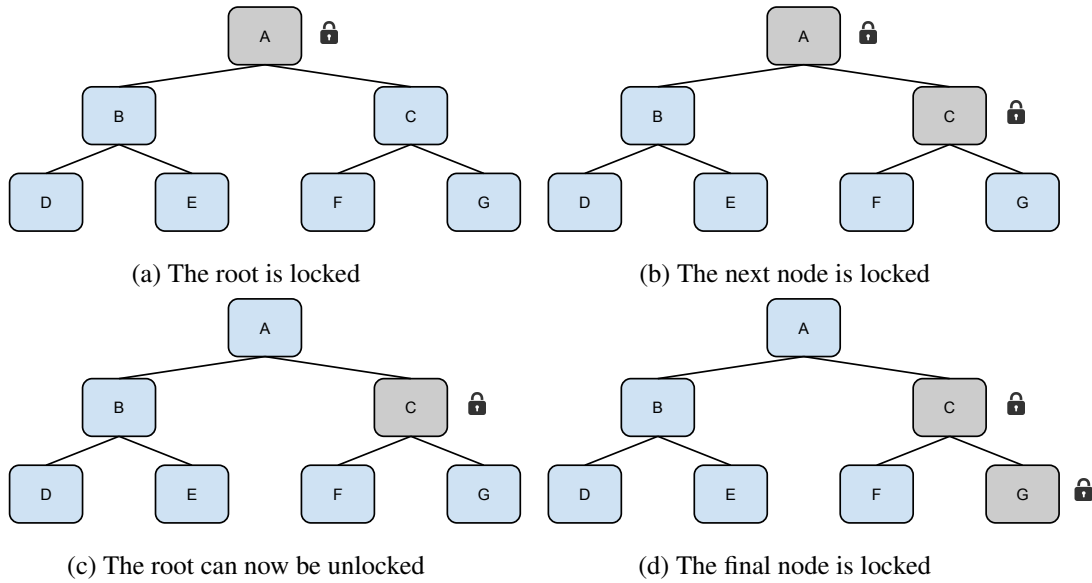 A A
B C B C
D E F G D E F G
(a) The root is locked (b) The next node is locked
A A
B C B C
D E F G D E F G
(c) The root can now be unlocked (d) The final node is locked